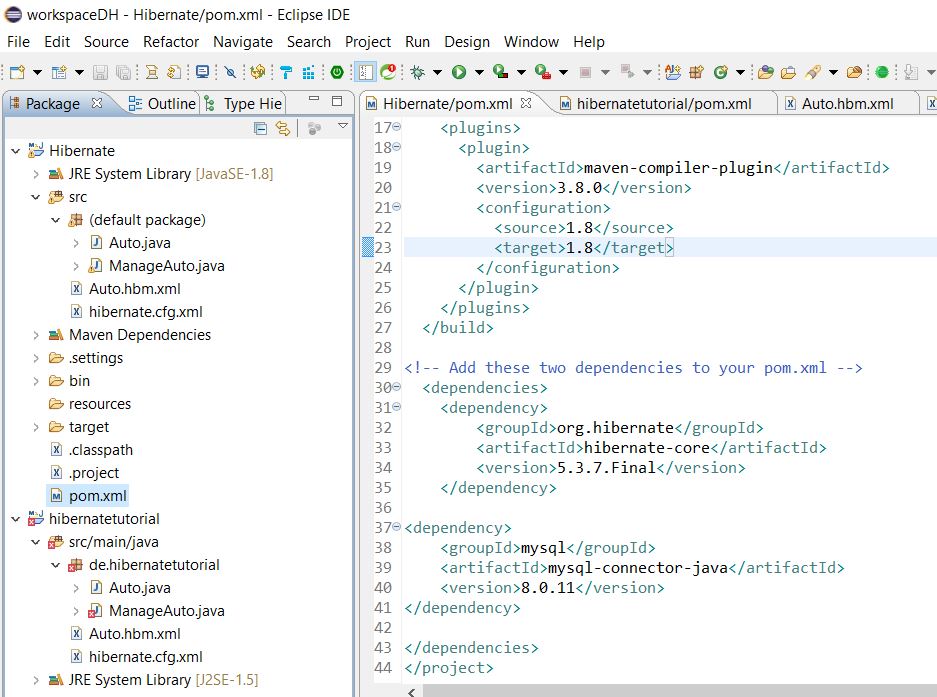 workspaceDH - Hibernate/pom.xml - Eclipse IDE
File Edit Source Refactor Navigate Search Project Run Design Window Help
Package Outline Type Hie
Hibernate
JRE System Library [JavaSE-1.8]
src
(default package)
Auto.java
ManageAuto.java
Auto.hbm.xml
hibernate.cfg.xml
Maven Dependencies
.settings
bin
resources
target
.classpath
.project
pom.xml
hibernatetutorial
src/main/java
de.hibernatetutorial
Auto.java
ManageAuto.java
Auto.hbm.xml
hibernate.cfg.xml
JRE System Library [J2SE-1.5]
Hibernate/pom.xml hibernatetutorial/pom.xml Auto.hbm.xml
17 <plugins>
18 <plugin>
19 <artifactId>maven-compiler-plugin</artifactId>
20 <version>3.8.0</version>
21 <configuration>
22 <source>1.8</source>
23 <target>1.8</target>
24 </configuration>
25 </plugin>
26 </plugins>
27 </build>
28
29 <!-- Add these two dependencies to your pom.xml -->
30 <dependencies>
31 <dependency>
32 <groupId>org.hibernate</groupId>
33 <artifactId>hibernate-core</artifactId>
34 <version>5.3.7.Final</version>
35 </dependency>
36
37 <dependency>
38 <groupId>mysql</groupId>
39 <artifactId>mysql-connector-java</artifactId>
40 <version>8.0.11</version>
41 </dependency>
42
43 </dependencies>
44 </project>